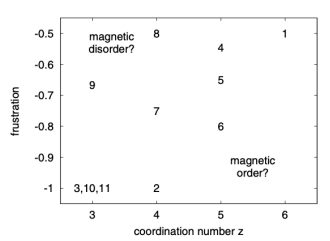 -0.5
-0.6
-0.7
-0.8
-0.9
-1
frustration
magnetic
disorder?
8
1
4
9
5
7
6
magnetic
order?
3,10,11
2
3 4 5 6
coordination number z